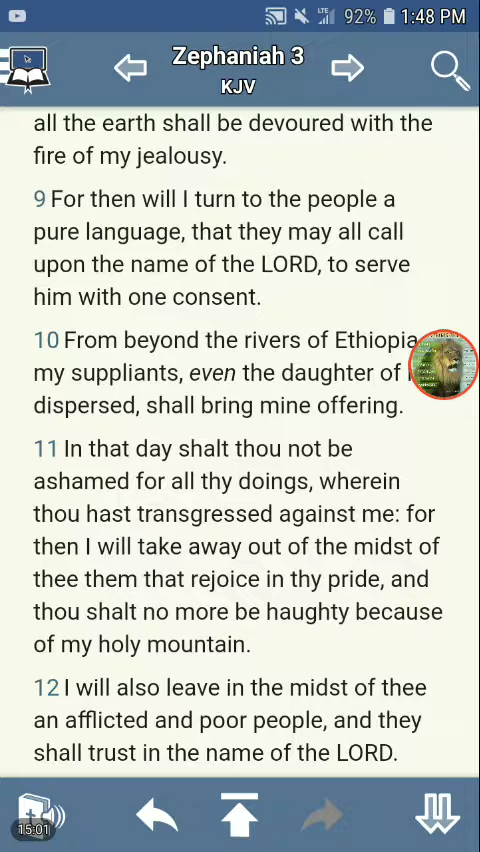 LTE 92% 1:48 PM
Zephaniah 3
KJV
all the earth shall be devoured with the
fire of my jealousy.
9 For then will I turn to the people a
pure language, that they may all call
upon the name of the LORD, to serve
him with one consent.
10 From beyond the rivers of Ethiopia
my suppliants, even the daughter of
dispersed, shall bring mine offering.
11 In that day shalt thou not be
ashamed for all thy doings, wherein
thou hast transgressed against me: for
then I will take away out of the midst of
thee them that rejoice in thy pride, and
thou shalt no more be haughty because
of my holy mountain.
12 I will also leave in the midst of thee
an afflicted and poor people, and they
shall trust in the name of the LORD.
15:01